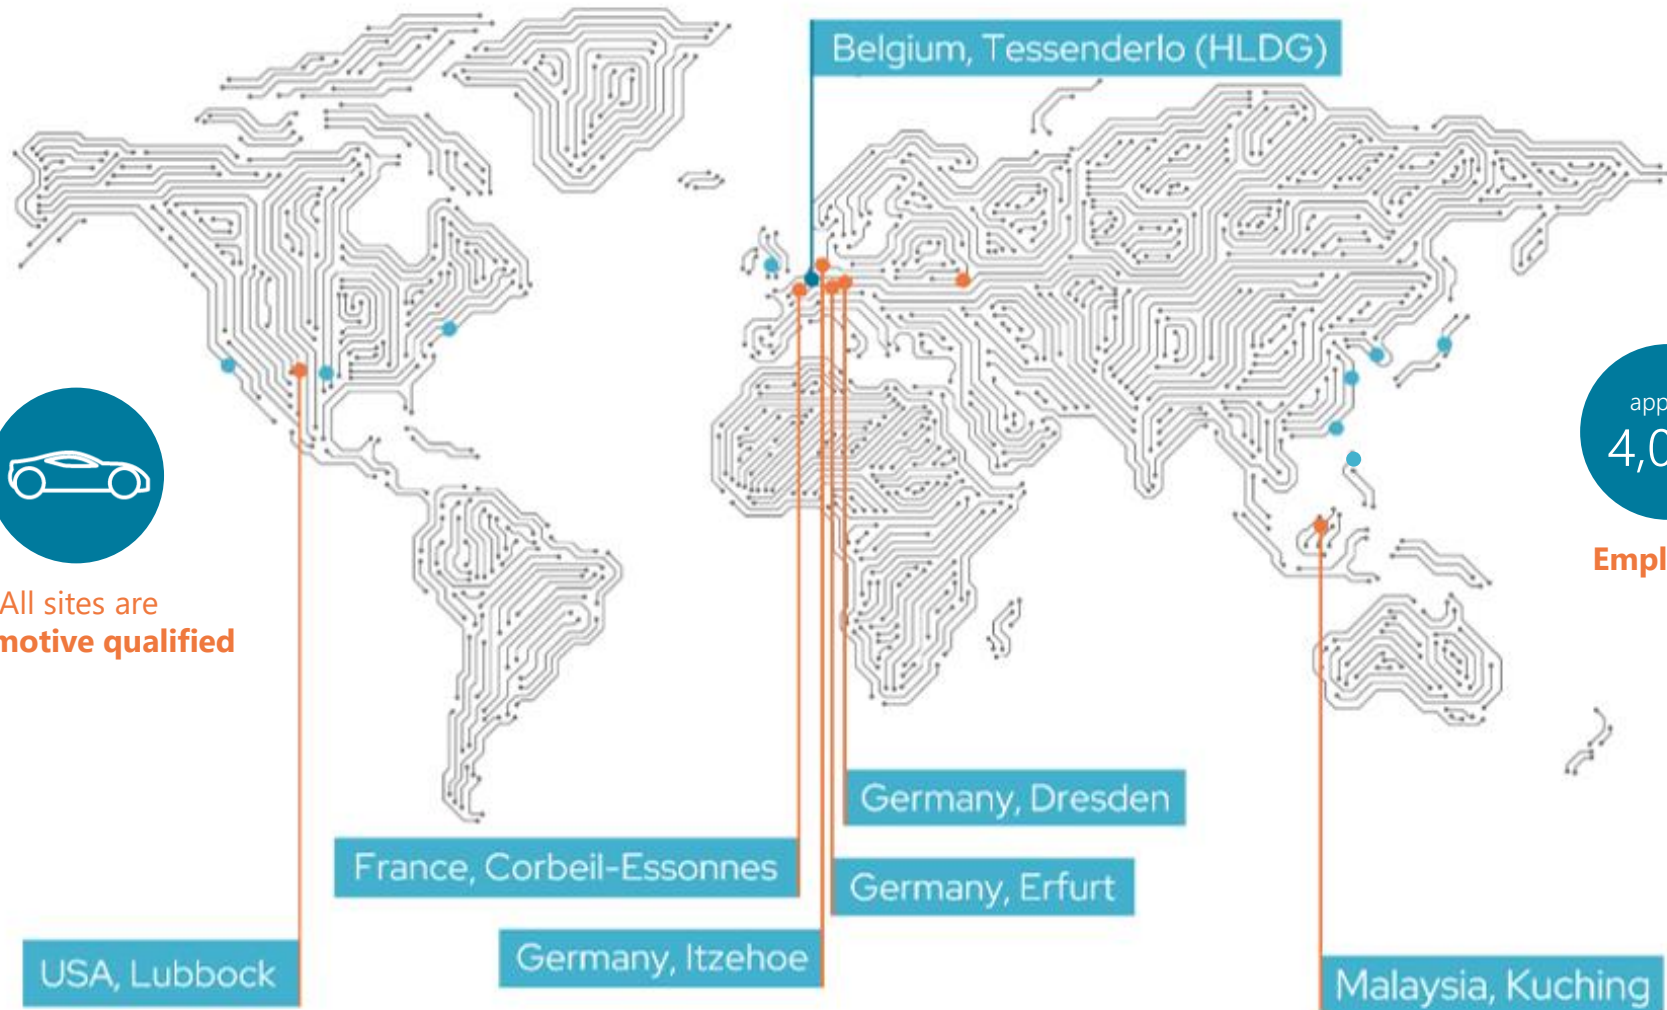 Belgium, Tessenderlo (HLDG)
All sites are
motive qualified
app
4,0
Empl
Germany, Dresden
France, Corbeil-Essonnes
Germany, Erfurt
Germany, Itzehoe
USA, Lubbock
Malaysia, Kuching